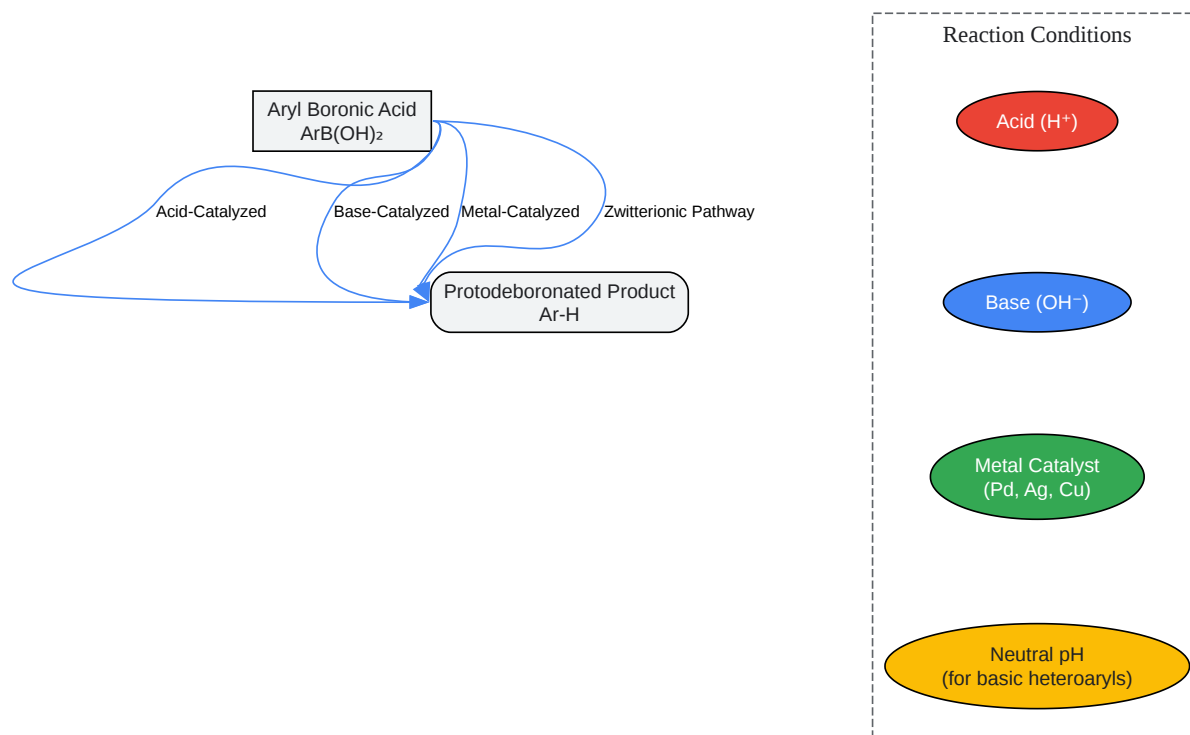 Aryl Boronic Acid
ArB(OH)₂
Acid-Catalyzed
Base-Catalyzed
Metal-Catalyzed
Zwitterionic Pathway
Protodeboronated Product
Ar-H
Reaction Conditions
Acid (H⁺)
Base (OH⁻)
Metal Catalyst
(Pd, Ag, Cu)
Neutral pH
(for basic heteroaryls)